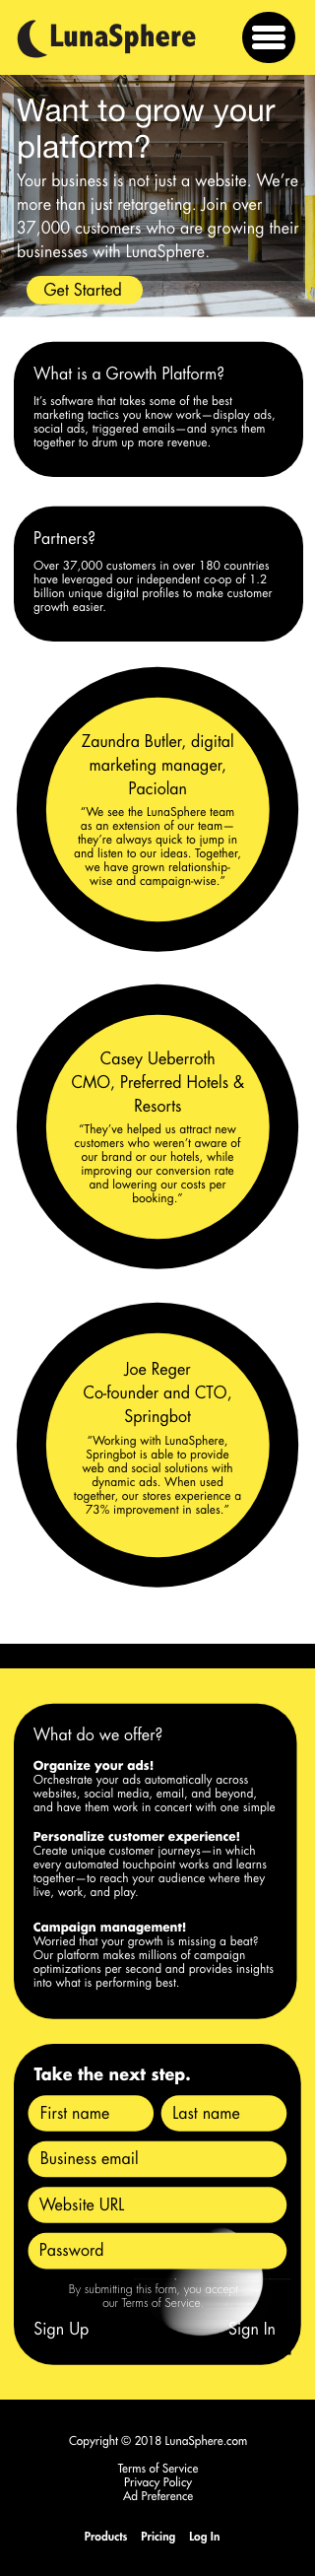 LunaSphere
Want to grow your
platform?
Your business is not just a website. We're
more than just retargeting. Join over
37,000 customers who are growing their
businesses with LunaSphere.
Get Started
What is a Growth Platform?
It's software that takes some of the best
marketing tactics you know work—display ads,
social ads, triggered emails—and syncs them
together to drum up more revenue.
Partners?
Over 37,000 customers in over 180 countries
have leveraged our independent co-op of 1.2
billion unique digital profiles to make customer
growth easier.
Zaundra Butler, digital
marketing manager,
Paciolan
"We see the LunaSphere team
as an extension of our team—
they're always quick to jump in
and listen to our ideas. Together,
we have grown relationship-
wise and campaign-wise."
Casey Ueberroth
CMO, Preferred Hotels &
Resorts
"They've helped us attract new
customers who weren't aware of
our brand or our hotels, while
improving our conversion rate
and lowering our costs per
booking."
Joe Reger
Co-founder and CTO,
Springbot
"Working with LunaSphere,
Springbot is able to provide
web and social solutions with
dynamic ads. When used
together, our stores experience a
73% improvement in sales."
What do we offer?
Organize your ads!
Orchestrate your ads automatically across
websites, social media, email, and beyond,
and have them work in concert with one simple
Personalize customer experience!
Create unique customer journeys—in which
every automated touchpoint works and learns
together—to reach your audience where they
live, work, and play.
Campaign management!
Worried that your growth is missing a beat?
Our platform makes millions of campaign
optimizations per second and provides insights
into what is performing best.
Take the next step.
First name Last name
Business email
Website URL
Password
By submitting this form, you accept
our Terms of Service.
Sign Up Sign In
Copyright © 2018 LunaSphere.com
Terms of Service
Privacy Policy
Ad Preference
Products Pricing Log In